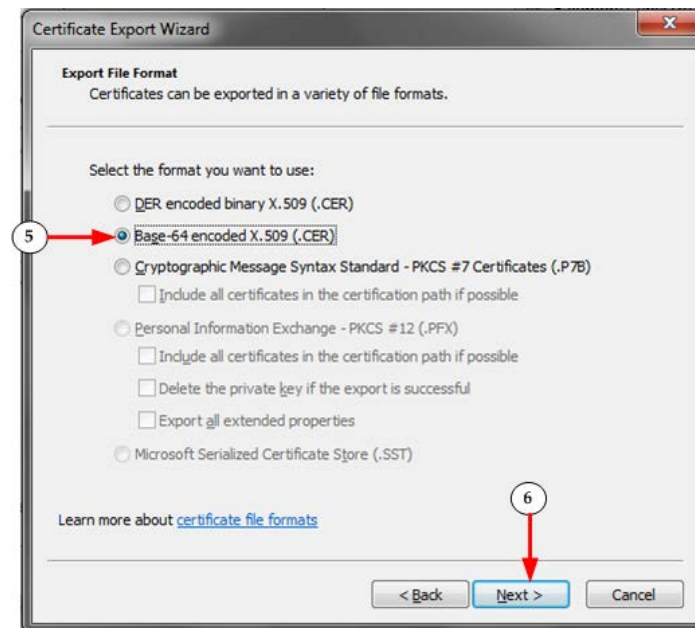 Certificate Export Wizard
Export File Format
Certificates can be exported in a variety of file formats.
Select the format you want to use:
DER encoded binary X.509 (.CER)
5
Base-64 encoded X.509 (.CER)
Cryptographic Message Syntax Standard - PKCS #7 Certificates (.P7B)
Include all certificates in the certification path if possible
Personal Information Exchange - PKCS #12 (.PFX)
Include all certificates in the certification path if possible
Delete the private key if the export is successful
Export all extended properties
Microsoft Serialized Certificate Store (.SST)
6
Learn more about certificate file formats
< Back
Next >
Cancel